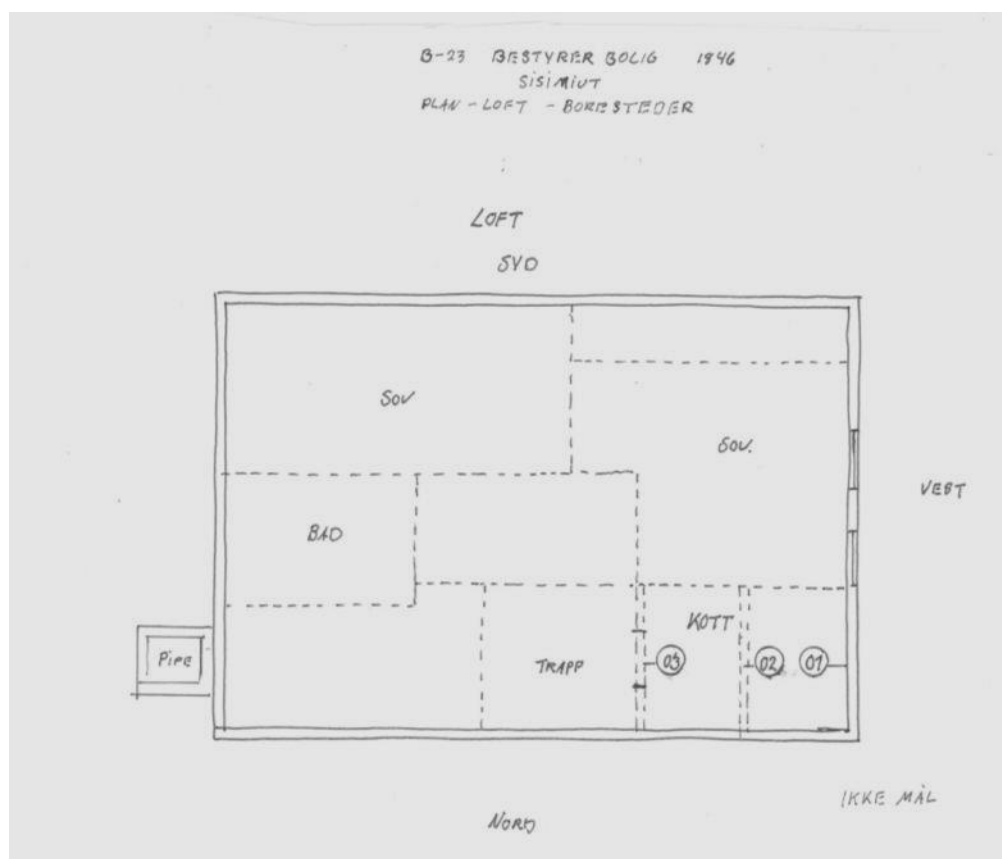 B-23 BESTYRER BOLIG 1846
SISIMIUT
PLAN - LOFT - BORESTEDER
LOFT
SYD
SOV
SOV.
VEST
BAD
KOTT
PIPE
TRAPP
03
02
01
IKKE MÅL
NORD